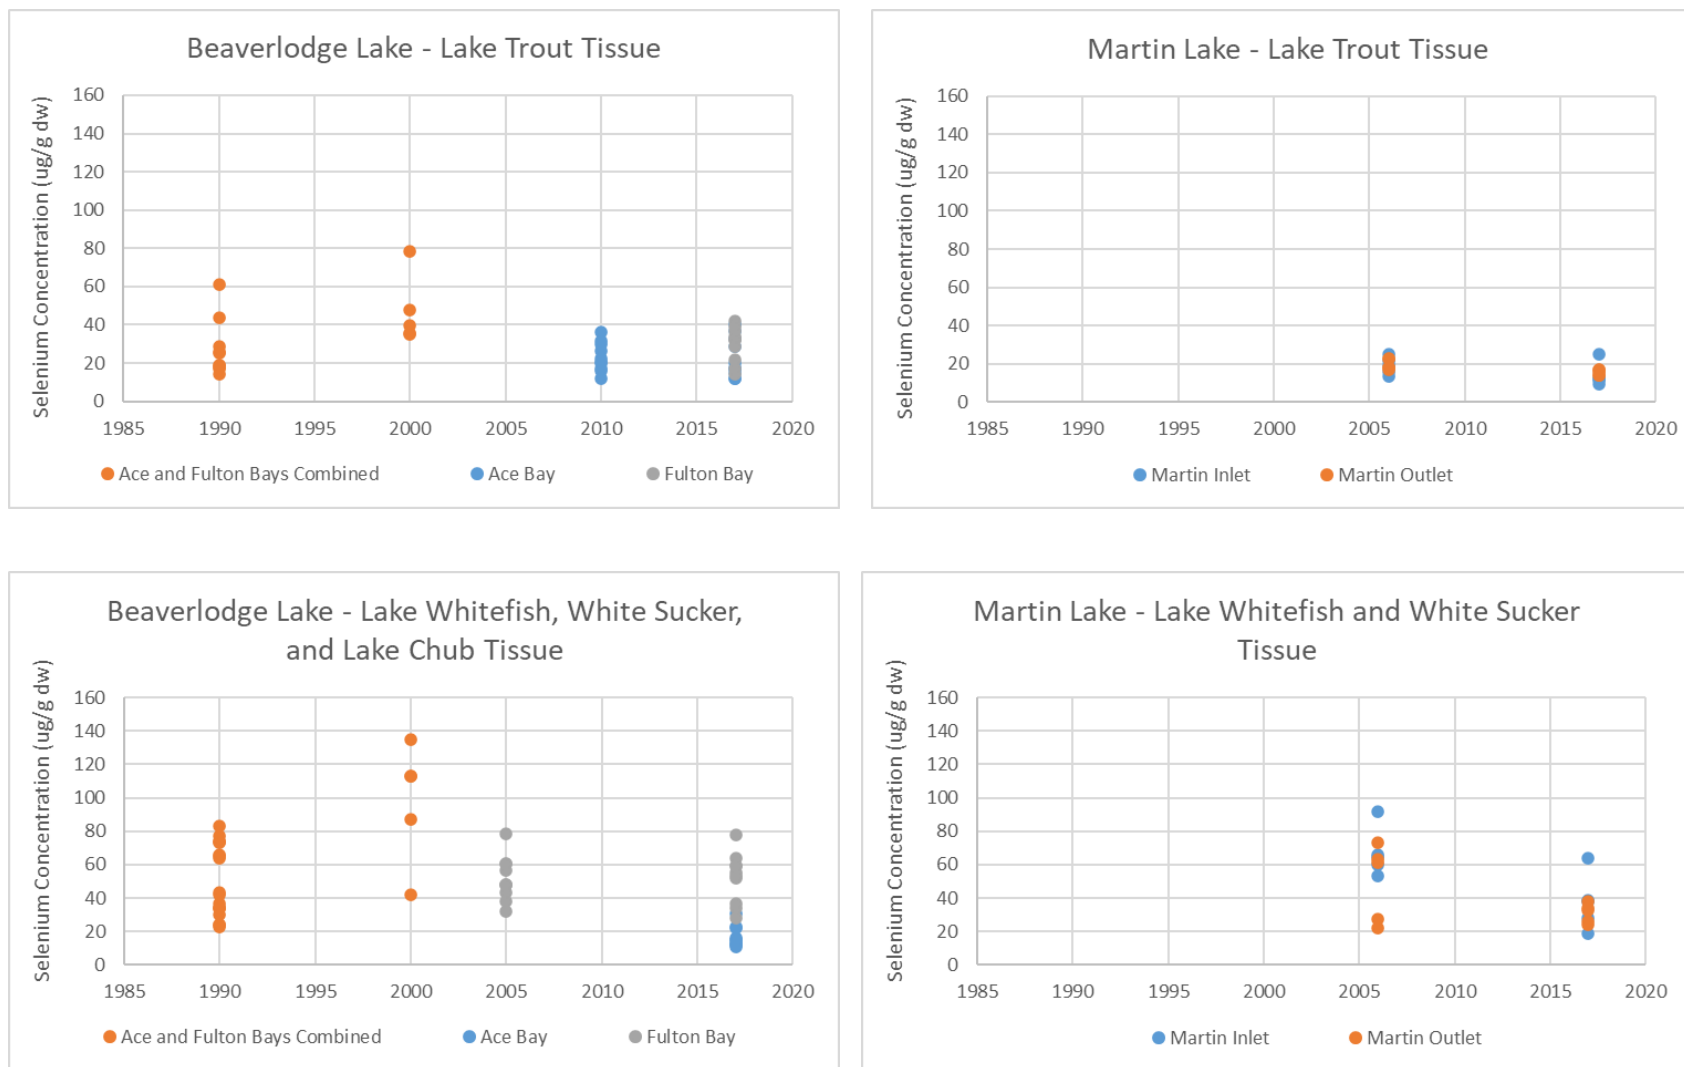 Beaverlodge Lake - Lake Trout Tissue
Selenium Concentration (ug/g dw)
160
140
120
100
80
60
40
20
0
1985 1990 1995 2000 2005 2010 2015 2020
Ace and Fulton Bays Combined Ace Bay Fulton Bay
Martin Lake - Lake Trout Tissue
Selenium Concentration (ug/g dw)
160
140
120
100
80
60
40
20
0
1985 1990 1995 2000 2005 2010 2015 2020
Martin Inlet Martin Outlet
Beaverlodge Lake - Lake Whitefish, White Sucker,
and Lake Chub Tissue
Selenium Concentration (ug/g dw)
160
140
120
100
80
60
40
20
0
1985 1990 1995 2000 2005 2010 2015 2020
Ace and Fulton Bays Combined Ace Bay Fulton Bay
Martin Lake - Lake Whitefish and White Sucker
Tissue
Selenium Concentration (ug/g dw)
160
140
120
100
80
60
40
20
0
1985 1990 1995 2000 2005 2010 2015 2020
Martin Inlet Martin Outlet